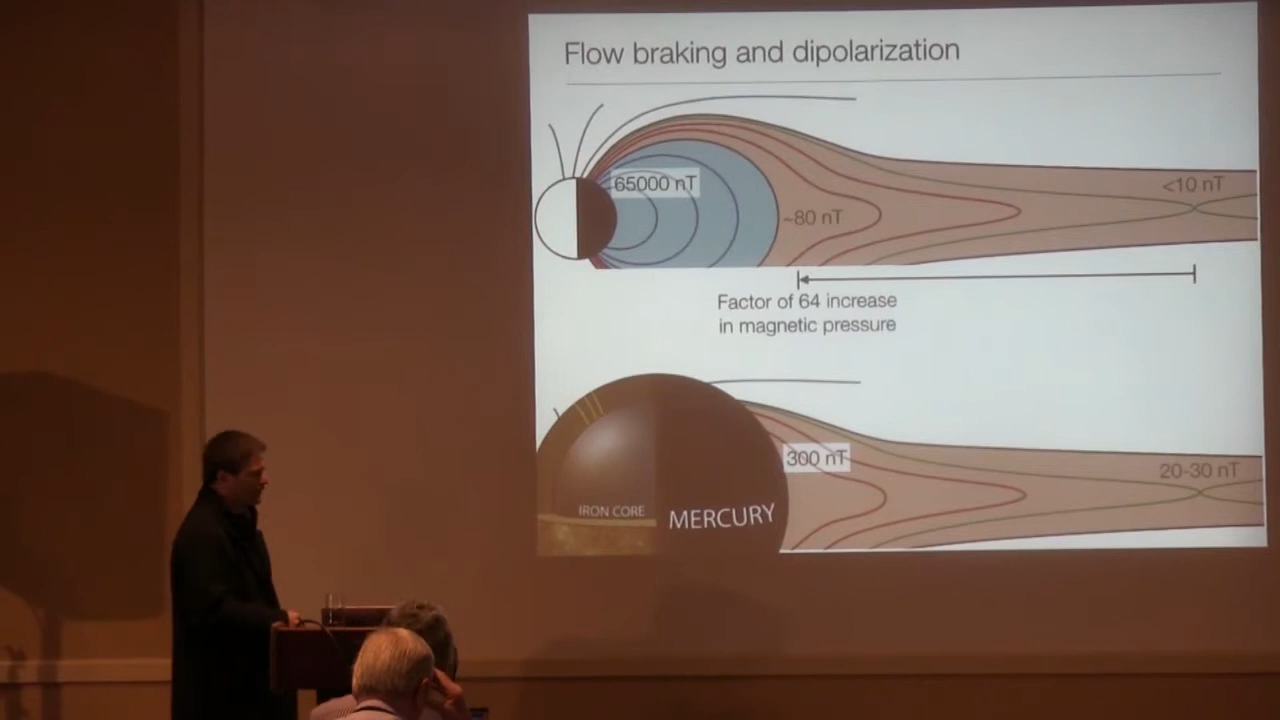 Flow braking and dipolarization
65000 nT
<10 nT
~80 nT
Factor of 64 increase
in magnetic pressure
300 nT
20-30 nT
IRON CORE
MERCURY